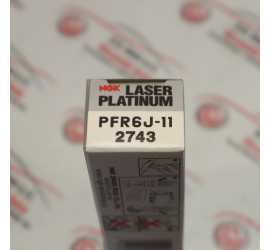 NGK LASER
PLATINUM
PFR6J-11
2743